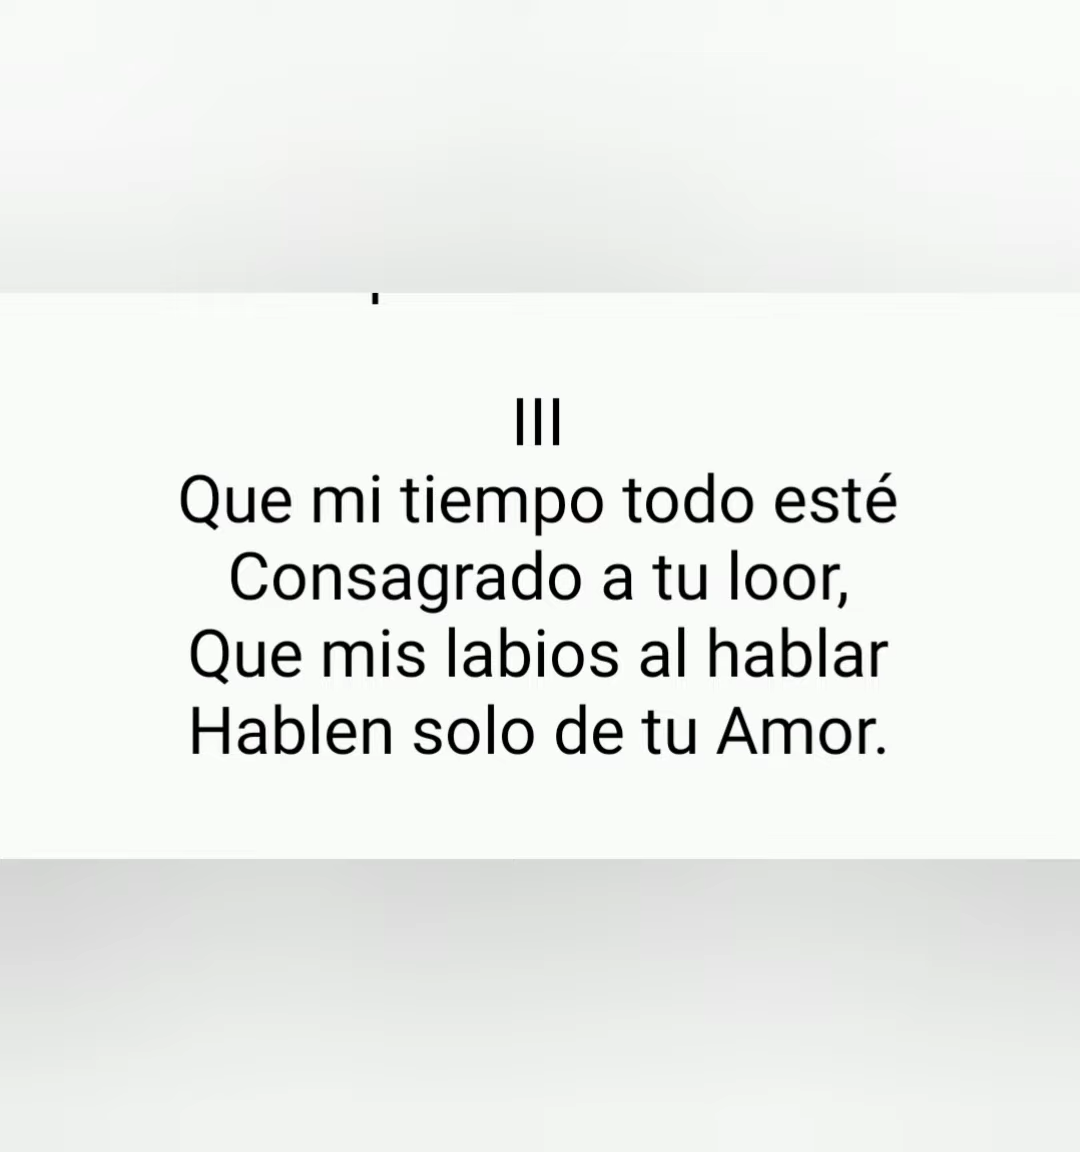 III
Que mi tiempo todo esté
Consagrado a tu loor,
Que mis labios al hablar
Hablen solo de tu Amor.